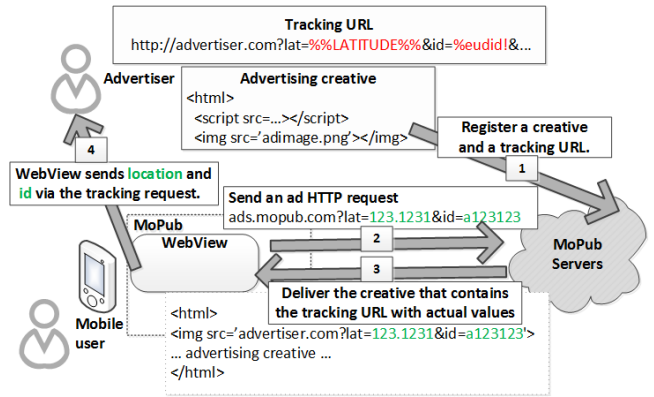 Tracking URL
http://advertiser.com?lat=%%LATITUDE%%&id=%eudid!&...
Advertiser
Advertising creative
<html>
<script src=...></script>
<img src='adimage.png'></img>
Register a creative
and a tracking URL.
1
4
WebView sends location and
id via the tracking request.
Send an ad HTTP request
ads.mopub.com?lat=123.1231&id=a123123
MoPub
WebView
2
3
MoPub
Servers
Deliver the creative that contains
the tracking URL with actual values
Mobile
user
<html>
<img src='advertiser.com?lat=123.1231&id=a123123'>
... advertising creative ...
</html>